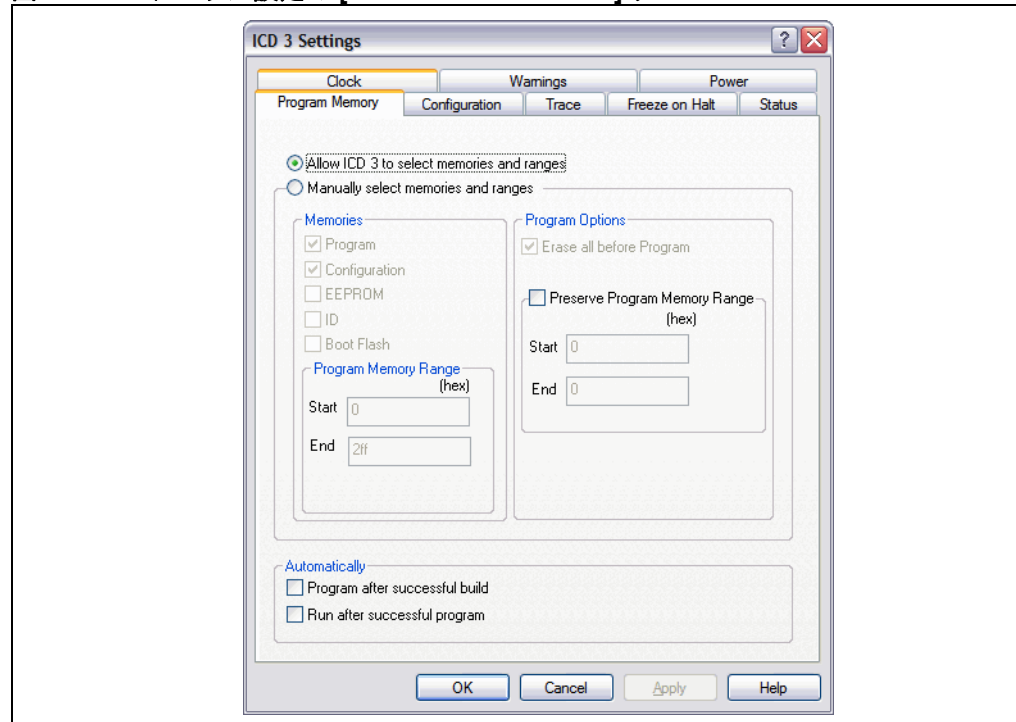 ICD 3 Settings
Clock
Warnings
Power
Program Memory
Configuration
Trace
Freeze on Halt
Status
Allow ICD 3 to select memories and ranges
Manually select memories and ranges
Memories
Program
Configuration
EEPROM
ID
Boot Flash
Program Memory Range
(hex)
Start 0
End 2ff
Program Options
Erase all before Program
Preserve Program Memory Range
(hex)
Start 0
End 0
Automatically
Program after successful build
Run after successful program
OK
Cancel
Apply
Help